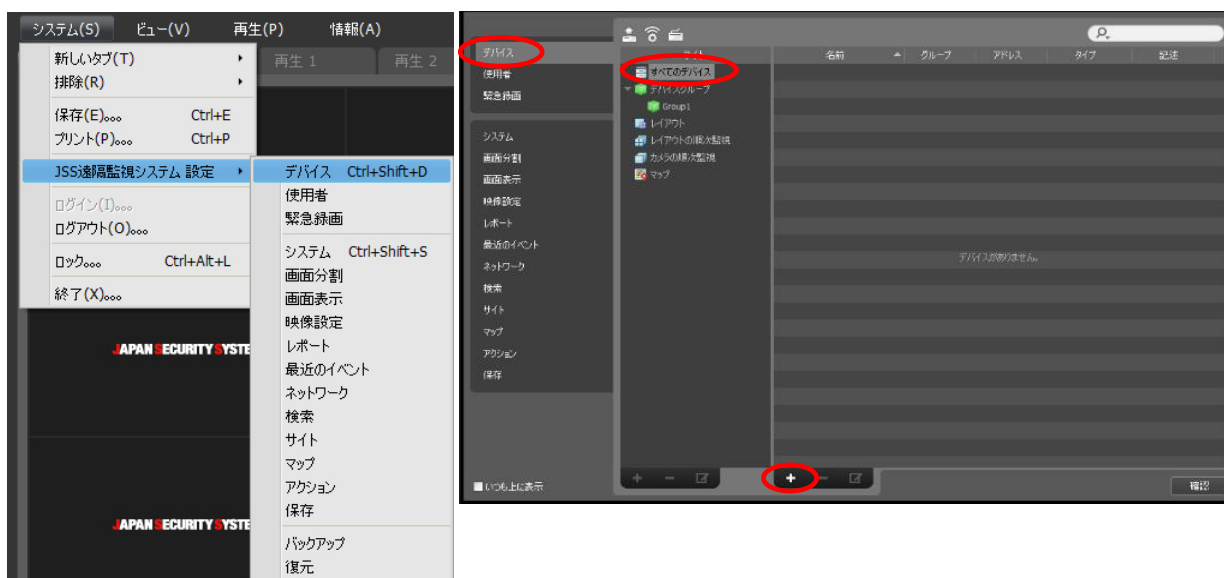 システム(S) ビュー(V) 再生(P) 情報(A)
再生 1 再生 2
新しいタブ(T)
排除(R)
保存(E)... Ctrl+E
プリント(P)... Ctrl+P
JSS遠隔監視システム 設定
ログイン(I)...
ログアウト(O)...
ロック... Ctrl+Alt+L
終了(X)...
デバイス Ctrl+Shift+D
使用者
緊急録画
システム Ctrl+Shift+S
画面分割
画面表示
映像設定
レポート
最近のイベント
ネットワーク
検索
サイト
マップ
アクション
保存
バックアップ
復元
JAPAN SECURITY SYSTE
JAPAN SECURITY SYSTE
デバイス
使用者
緊急録画
システム
画面分割
画面表示
映像設定
レポート
最近のイベント
ネットワーク
検索
サイト
マップ
アクション
保存
いつも上に表示
サイト
すべてのデバイス
デバイスグループ
Group1
レイアウト
レイアウトの順次監視
カメラの順次監視
マップ
名前 グループ アドレス タイプ 記述
デバイスがありません。
確認